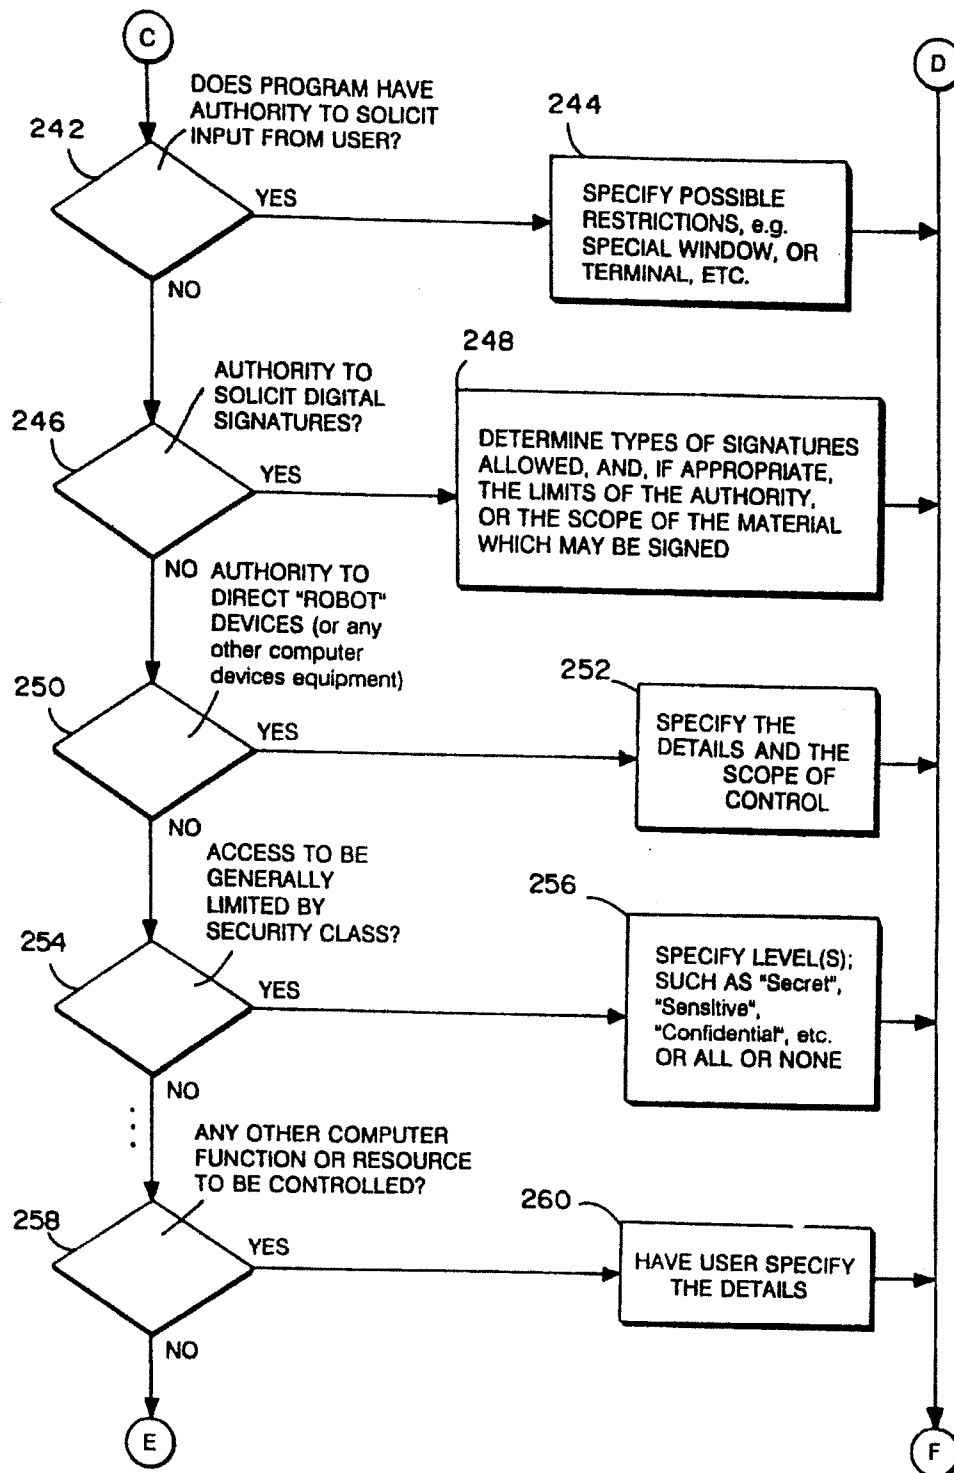 C
D
DOES PROGRAM HAVE
AUTHORITY TO SOLICIT
INPUT FROM USER?
242
YES
NO
244
SPECIFY POSSIBLE
RESTRICTIONS, e.g.
SPECIAL WINDOW, OR
TERMINAL, ETC.
AUTHORITY TO
SOLICIT DIGITAL
SIGNATURES?
246
YES
NO
248
DETERMINE TYPES OF SIGNATURES
ALLOWED, AND, IF APPROPRIATE,
THE LIMITS OF THE AUTHORITY,
OR THE SCOPE OF THE MATERIAL
WHICH MAY BE SIGNED
AUTHORITY TO
DIRECT "ROBOT"
DEVICES (or any
other computer
devices equipment)
250
YES
NO
252
SPECIFY THE
DETAILS AND THE
SCOPE OF
CONTROL
ACCESS TO BE
GENERALLY
LIMITED BY
SECURITY CLASS?
254
YES
NO
256
SPECIFY LEVEL(S);
SUCH AS "Secret",
"Sensitive",
"Confidential", etc.
OR ALL OR NONE
ANY OTHER COMPUTER
FUNCTION OR RESOURCE
TO BE CONTROLLED?
258
YES
NO
260
HAVE USER SPECIFY
THE DETAILS
E
F